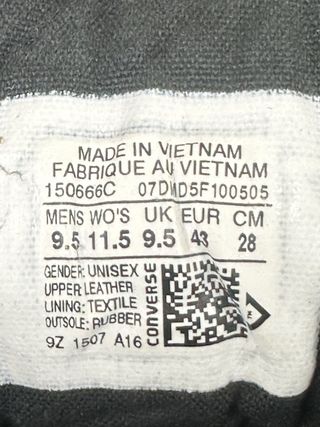 MADE IN VIETNAM
FABRIQUE AU VIETNAM
150666C 07DMD5F100505
MENS WO'S UK EUR CM
9.5 11.5 9.5 43 28
GENDER: UNISEX
UPPER: LEATHER
LINING: TEXTILE
OUTSOLE: RUBBER
9Z 1507 A16
CONVERSE